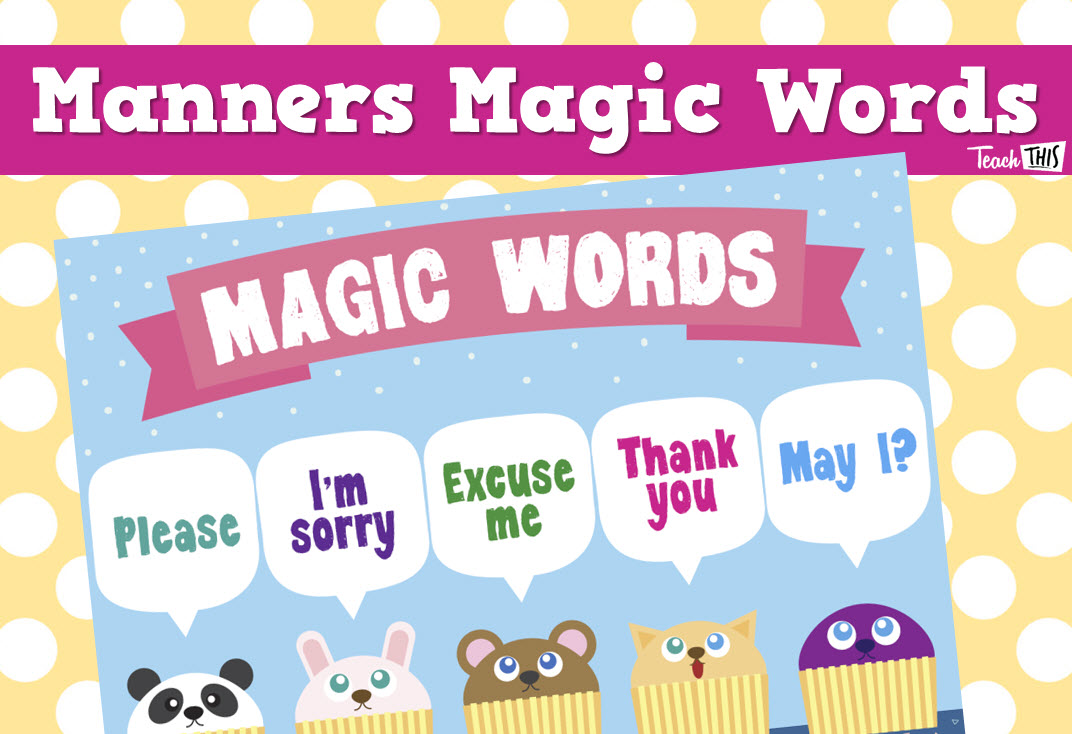 Manners Magic Words
Teach THIS
MAGIC WORDS
Please
I'm
sorry
Excuse
me
Thank
you
May I?